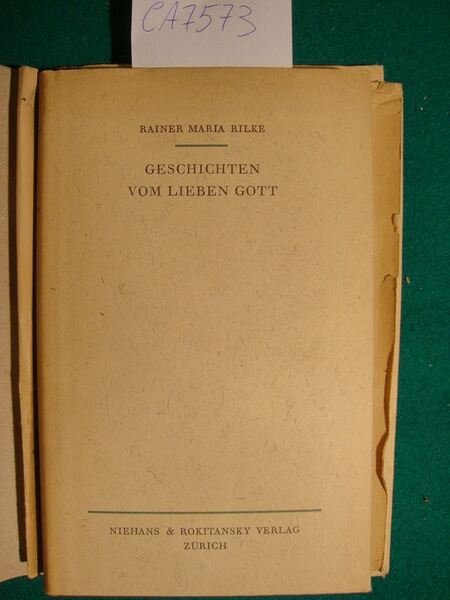 CA7573
RAINER MARIA RILKE
GESCHICHTEN
VOM LIEBEN GOTT
NIEHANS & ROKITANSKY VERLAG
ZÜRICH